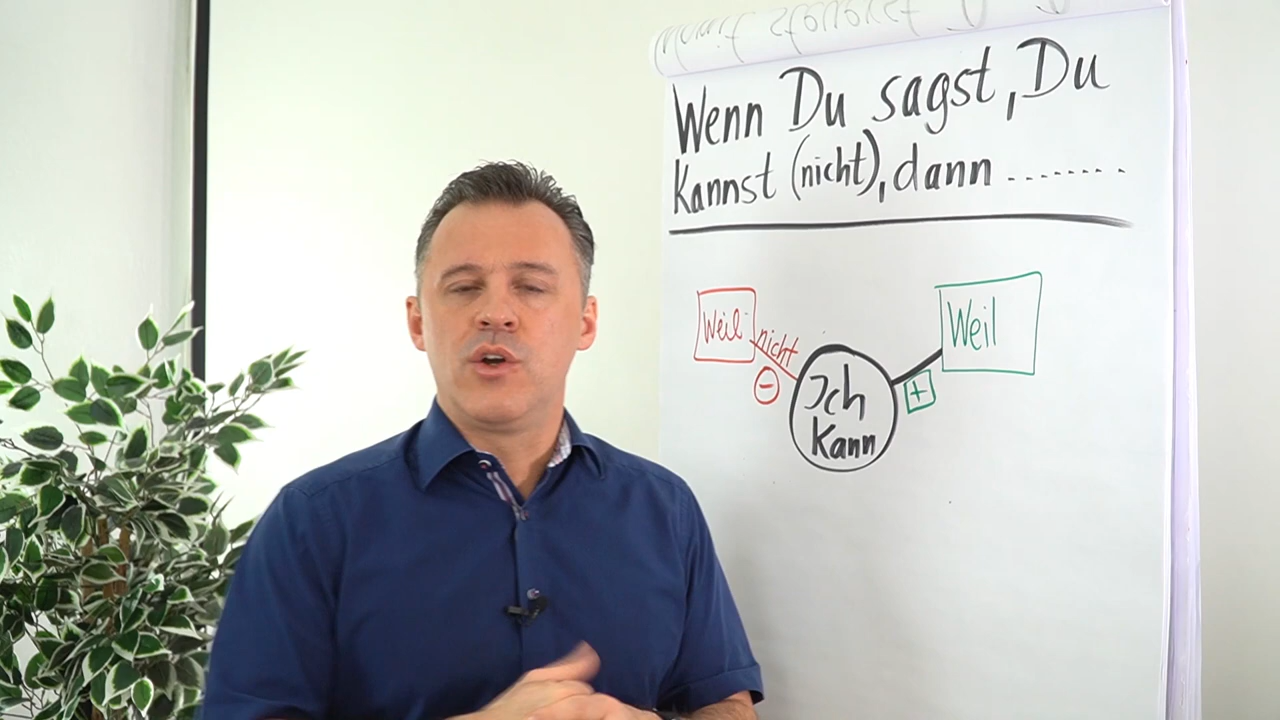 Wenn Du sagst, Du
Kannst (nicht), dann ........
Weil
nicht
Weil
-
+
Ich
Kann